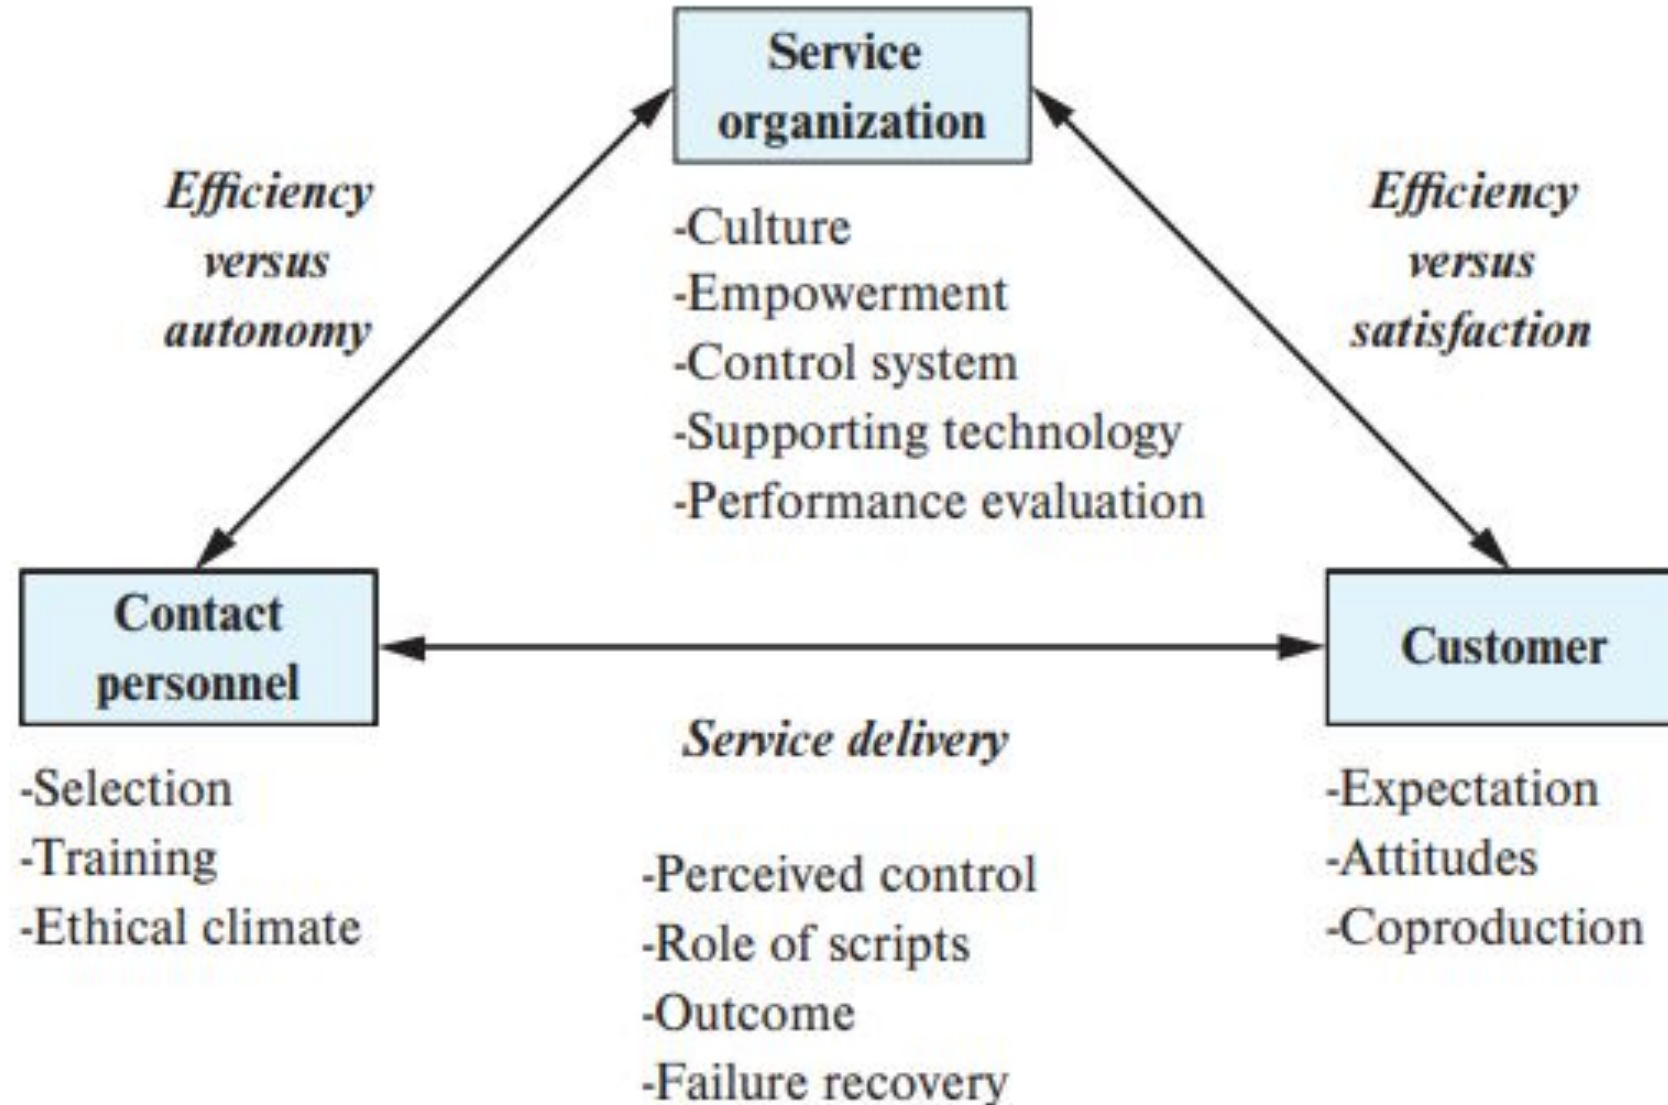 Service
organization
Efficiency
versus
autonomy
Efficiency
versus
satisfaction
-Culture
-Empowerment
-Control system
-Supporting technology
-Performance evaluation
Contact
personnel
Customer
Service delivery
-Selection
-Training
-Ethical climate
-Perceived control
-Role of scripts
-Outcome
-Failure recovery
-Expectation
-Attitudes
-Coproduction